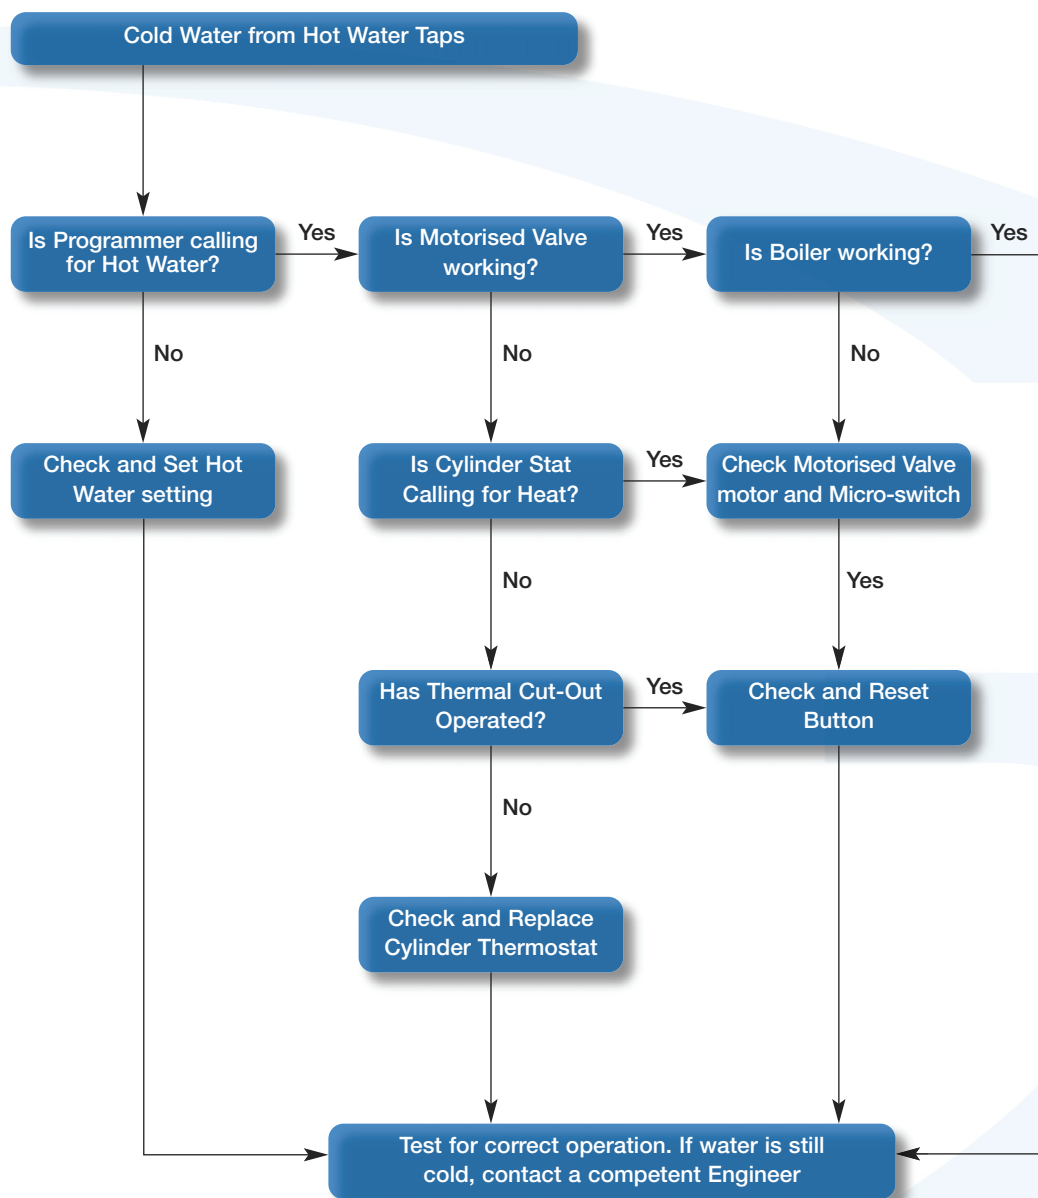 Cold Water from Hot Water Taps
Is Programmer calling
for Hot Water?
Yes
Is Motorised Valve
working?
Yes
Is Boiler working?
Yes
No
No
No
Check and Set Hot
Water setting
Is Cylinder Stat
Calling for Heat?
Yes
Check Motorised Valve
motor and Micro-switch
No
Yes
Has Thermal Cut-Out
Operated?
Yes
Check and Reset
Button
No
Check and Replace
Cylinder Thermostat
Test for correct operation. If water is still
cold, contact a competent Engineer